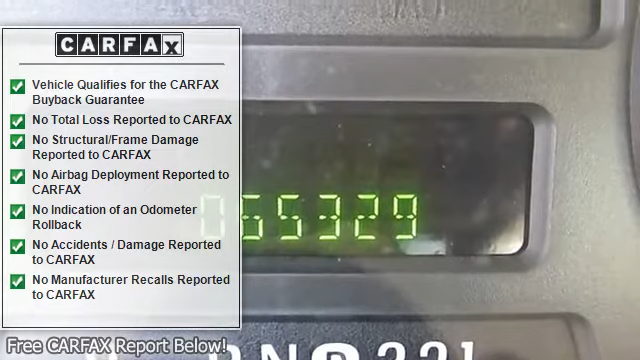 CARFAX
Vehicle Qualifies for the CARFAX
Buyback Guarantee
No Total Loss Reported to CARFAX
No Structural/Frame Damage
Reported to CARFAX
No Airbag Deployment Reported to
CARFAX
No Indication of an Odometer
Rollback
No Accidents / Damage Reported
to CARFAX
No Manufacturer Recalls Reported
to CARFAX
065329
Free CARFAX Report Below!